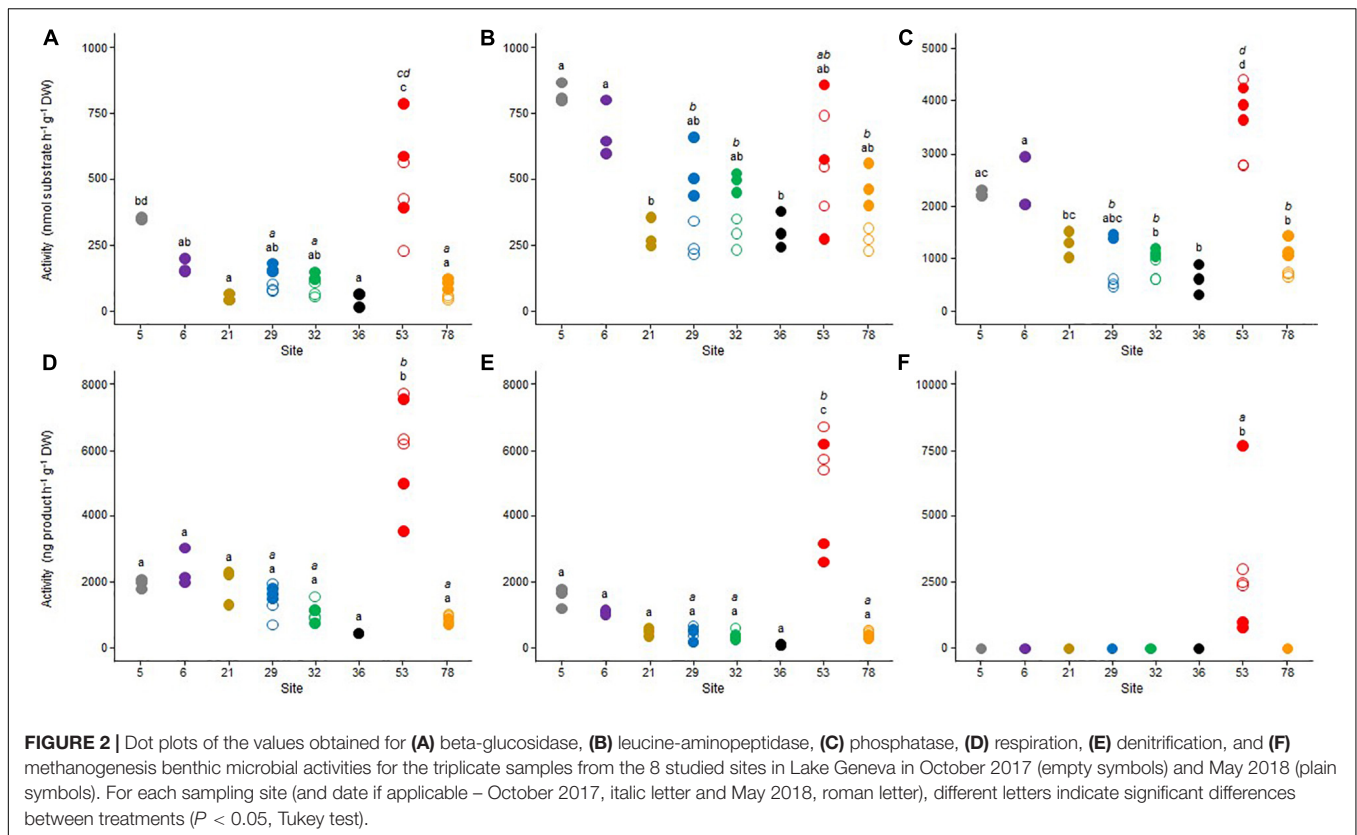 A
B
C
1000
750
500
250
0
Activity (nmol substrate h⁻¹ g⁻¹ DW)
bd
ab
a
a
ab
a
ab
a
cd
c
a
a
5 6 21 29 32 36 53 78
Site
1000
750
500
250
0
a
a
b
b
ab
b
ab
b
ab
ab
b
ab
5 6 21 29 32 36 53 78
Site
5000
4000
3000
2000
1000
0
ac
a
bc
b
abc
b
b
b
d
d
b
b
5 6 21 29 32 36 53 78
Site
D
E
F
8000
6000
4000
2000
0
Activity (ng product h⁻¹ g⁻¹ DW)
a
a
a
a
a
a
a
a
b
b
a
a
5 6 21 29 32 36 53 78
Site
8000
6000
4000
2000
0
a
a
a
a
a
a
a
a
b
c
a
a
5 6 21 29 32 36 53 78
Site
10000
7500
5000
2500
0
a
b
5 6 21 29 32 36 53 78
Site
FIGURE 2 | Dot plots of the values obtained for (A) beta-glucosidase, (B) leucine-aminopeptidase, (C) phosphatase, (D) respiration, (E) denitrification, and (F)
methanogenesis benthic microbial activities for the triplicate samples from the 8 studied sites in Lake Geneva in October 2017 (empty symbols) and May 2018 (plain
symbols). For each sampling site (and date if applicable – October 2017, italic letter and May 2018, roman letter), different letters indicate significant differences
between treatments (P < 0.05, Tukey test).